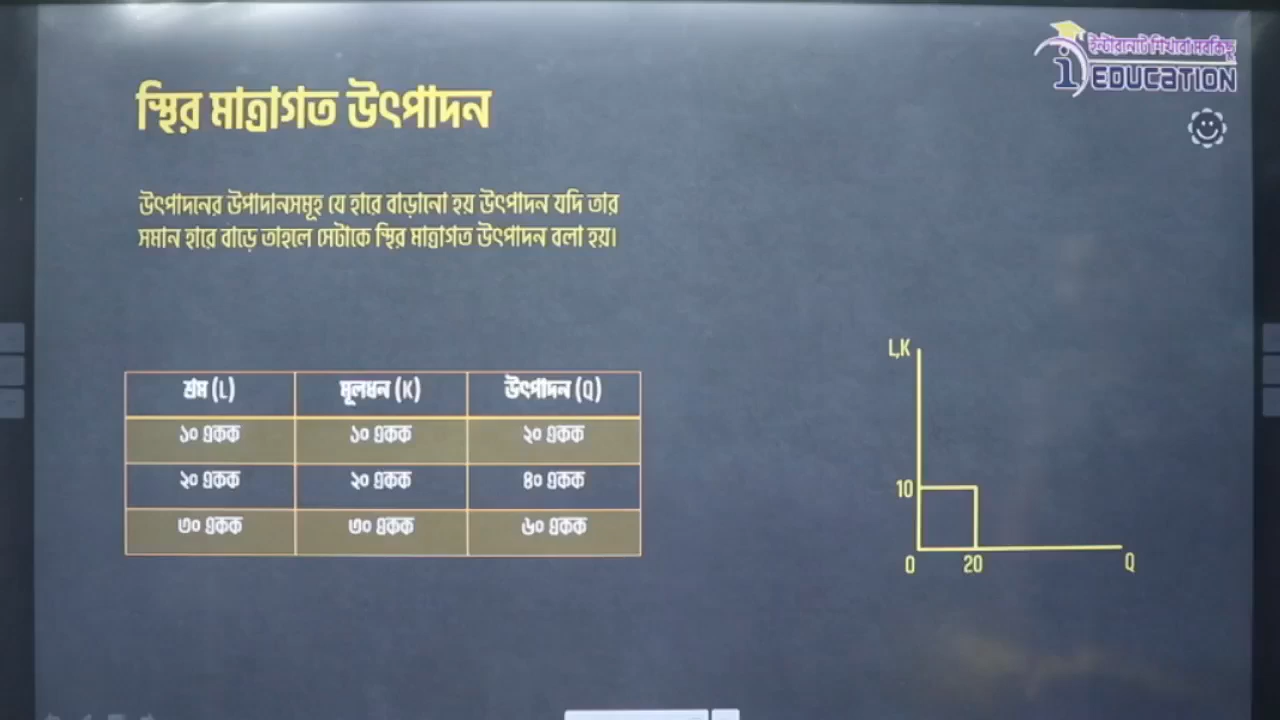 ইন্টারনেট শিখাবে সবকিছু
i EDUCATION
স্থির মাত্রাগত উৎপাদন
উৎপাদনের উপাদানসমূহ যে হারে বাড়ানো হয় উৎপাদন যদি তার
সমান হারে বাড়ে তাহলে সেটাকে স্থির মাত্রাগত উৎপাদন বলা হয়।
শ্রম (L) মূলধন (K) উৎপাদন (Q)
১০ একক ১০ একক ২০ একক
২০ একক ২০ একক ৪০ একক
৩০ একক ৩০ একক ৬০ একক
L,K
10
0 20 Q